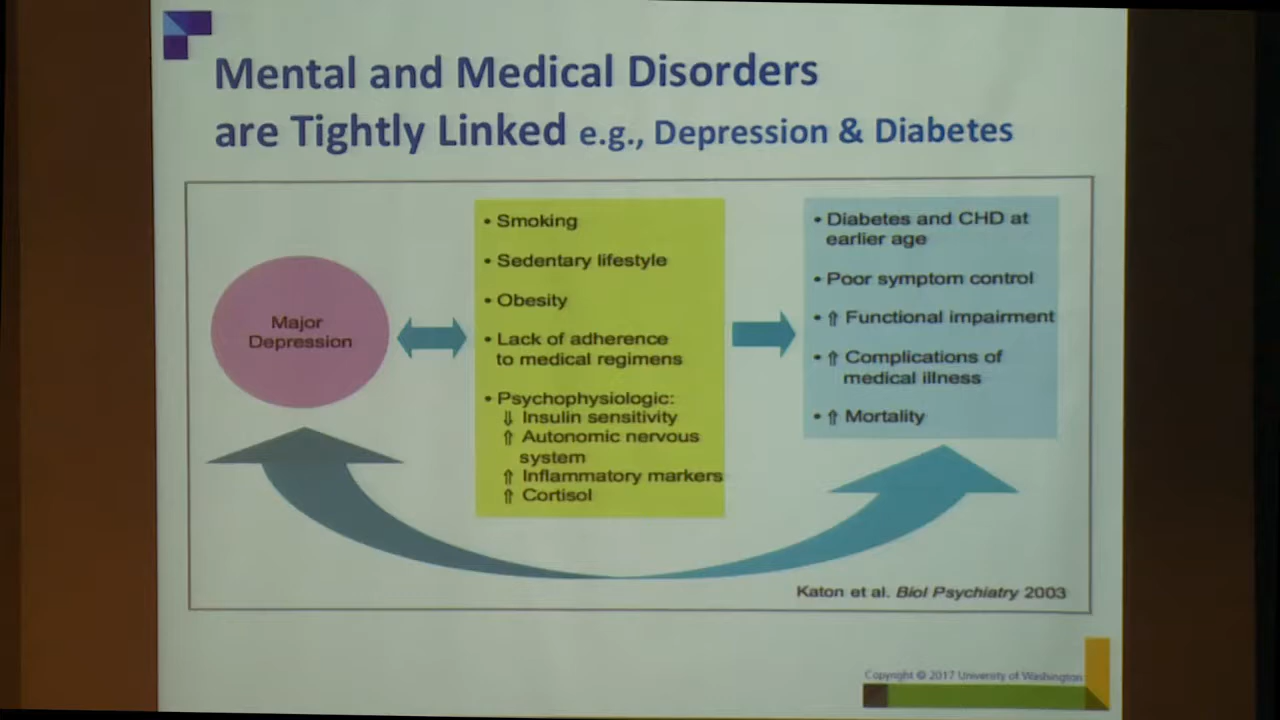 Mental and Medical Disorders
are Tightly Linked e.g., Depression & Diabetes
Major
Depression
• Smoking
• Sedentary lifestyle
• Obesity
• Lack of adherence
to medical regimens
• Psychophysiologic:
⇓ Insulin sensitivity
⇑ Autonomic nervous
system
⇑ Inflammatory markers
⇑ Cortisol
• Diabetes and CHD at
earlier age
• Poor symptom control
• ⇑ Functional impairment
• ⇑ Complications of
medical illness
• ⇑ Mortality
Katon et al. Biol Psychiatry 2003
Copyright © 2017 University of Washington